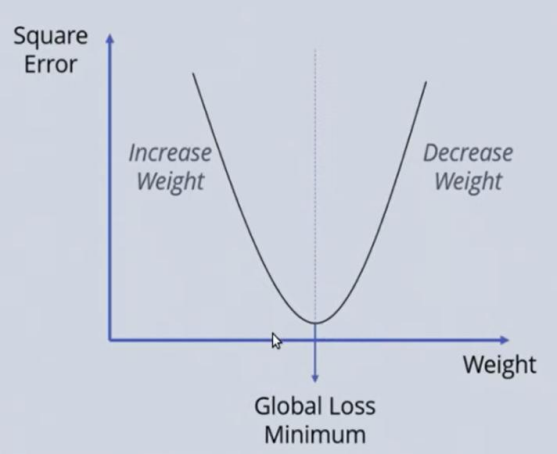 Square
Error
Increase
Weight
Decrease
Weight
Weight
Global Loss
Minimum